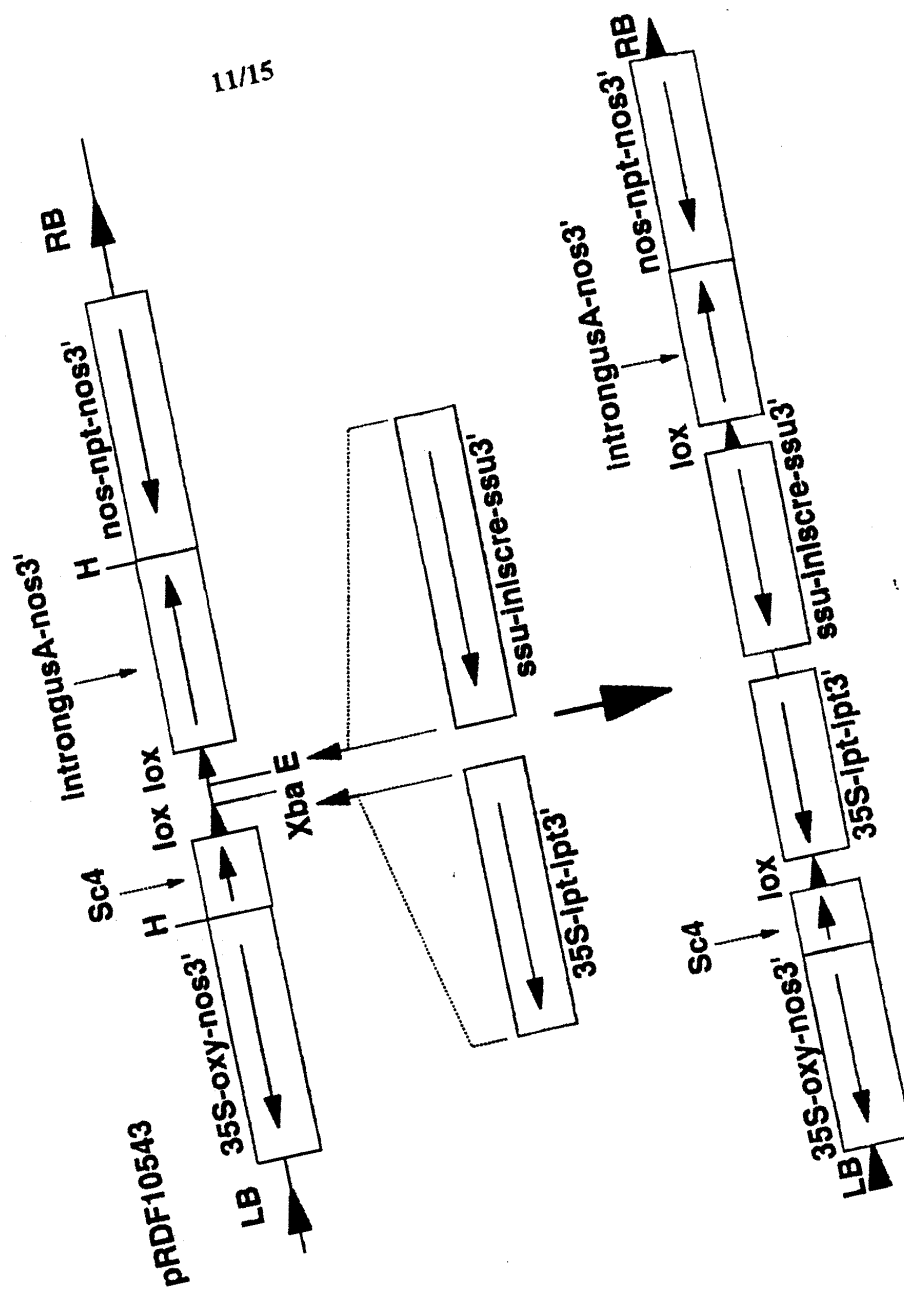 11/15
pRDF10543
LB
35S-oxy-nos3'
H
Sc4
lox lox
introngusA-nos3'
H
nos-npt-nos3'
RB
Xba E
35S-Ipt-Ipt3'
ssu-inlscre-ssu3'
LB
35S-oxy-nos3'
Sc4
lox
35S-Ipt-Ipt3'
ssu-inlscre-ssu3'
lox
introngusA-nos3'
nos-npt-nos3'
RB